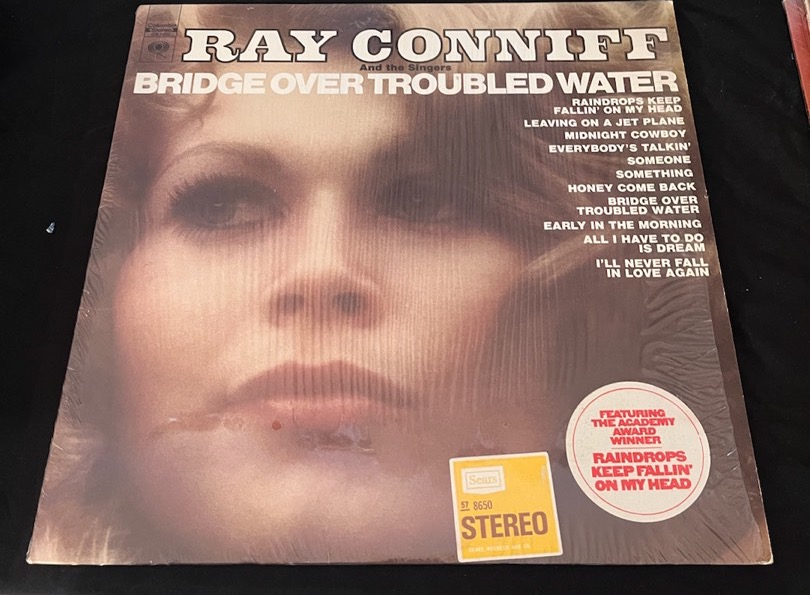 RAY CONNIFF
And the Singers
BRIDGE OVER TROUBLED WATER
RAINDROPS KEEP
FALLIN' ON MY HEAD
LEAVING ON A JET PLANE
MIDNIGHT COWBOY
EVERYBODY'S TALKIN'
SOMEONE
SOMETHING
HONEY COME BACK
BRIDGE OVER
TROUBLED WATER
EARLY IN THE MORNING
ALL I HAVE TO DO
IS DREAM
I'LL NEVER FALL
IN LOVE AGAIN
FEATURING
THE ACADEMY
AWARD
WINNER
RAINDROPS
KEEP FALLIN'
ON MY HEAD
Sears
ST 8650
STEREO